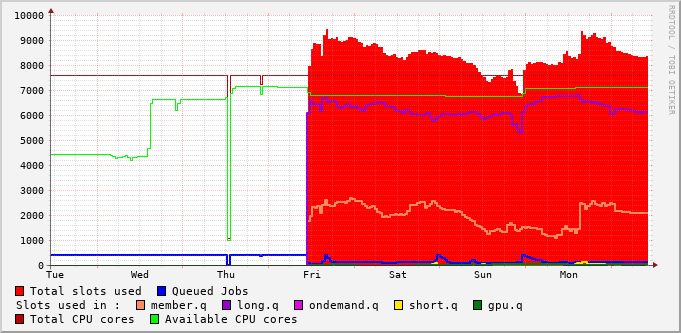 RRDTOOL / TOBI OETIKER
10000
9000
8000
7000
6000
5000
4000
3000
2000
1000
0
Tue Wed Thu Fri Sat Sun Mon
Total slots used Queued Jobs
Slots used in : member.q long.q ondemand.q short.q gpu.q
Total CPU cores Available CPU cores